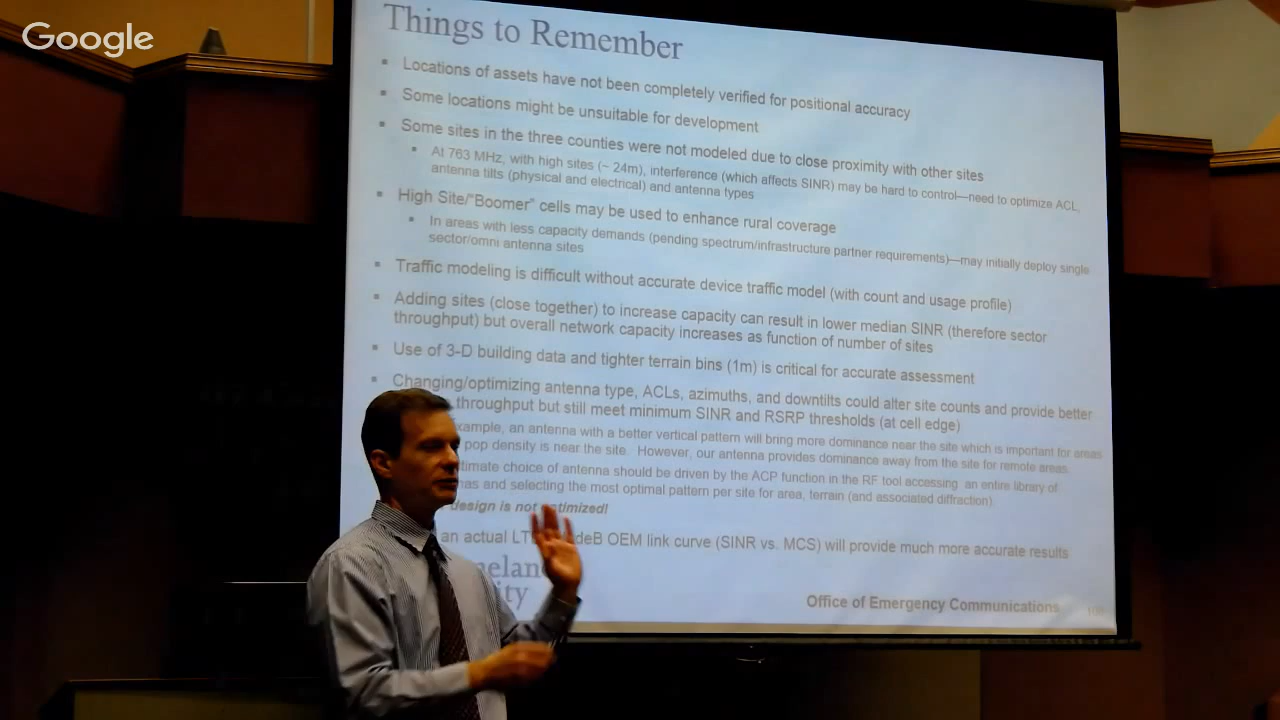 Google
Things to Remember
Locations of assets have not been completely verified for positional accuracy
Some locations might be unsuitable for development
Some sites in the three counties were not modeled due to close proximity with other sites
At 763 MHz, with high sites (~ 24m), interference (which affects SINR) may be hard to control—need to optimize ACL,
antenna tilts (physical and electrical) and antenna types
High Site/"Boomer" cells may be used to enhance rural coverage
In areas with less capacity demands (pending spectrum/infrastructure partner requirements)—may initially deploy single
sector/omni antenna sites
Traffic modeling is difficult without accurate device traffic model (with count and usage profile)
Adding sites (close together) to increase capacity can result in lower median SINR (therefore sector
throughput) but overall network capacity increases as function of number of sites
Use of 3-D building data and tighter terrain bins (1m) is critical for accurate assessment
Changing/optimizing antenna type, ACLs, azimuths, and downtilts could alter site counts and provide better
throughput but still meet minimum SINR and RSRP thresholds (at cell edge)
xample, an antenna with a better vertical pattern will bring more dominance near the site which is important for areas
pop density is near the site. However, our antenna provides dominance away from the site for remote areas.
timate choice of antenna should be driven by the ACP function in the RF tool accessing an entire library of
nas and selecting the most optimal pattern per site for area, terrain (and associated diffraction).
design is not timized!
an actual LT deB OEM link curve (SINR vs. MCS) will provide much more accurate results
nelan
ity
Office of Emergency Communications